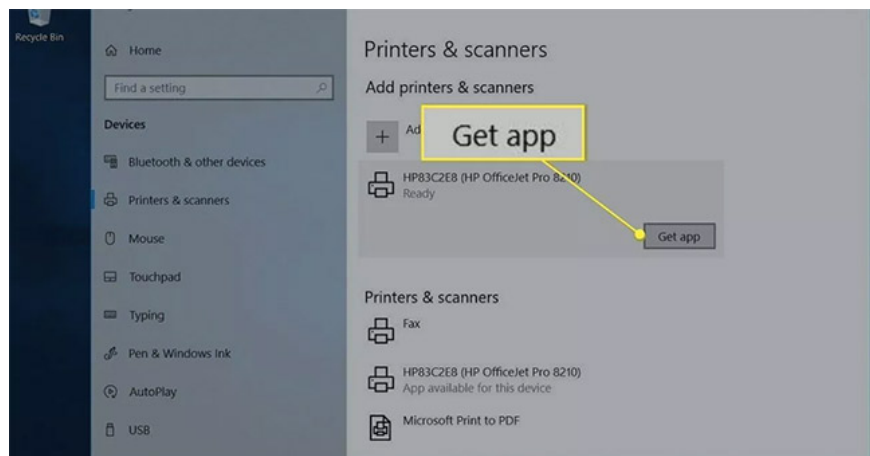 Recycle Bin
Home
Find a setting
Devices
Bluetooth & other devices
Printers & scanners
Mouse
Touchpad
Typing
Pen & Windows Ink
AutoPlay
USB
Printers & scanners
Add printers & scanners
Ad
Get app
HP83C2E8 (HP OfficeJet Pro 8210)
Ready
Get app
Printers & scanners
Fax
HP83C2E8 (HP OfficeJet Pro 8210)
App available for this device
Microsoft Print to PDF